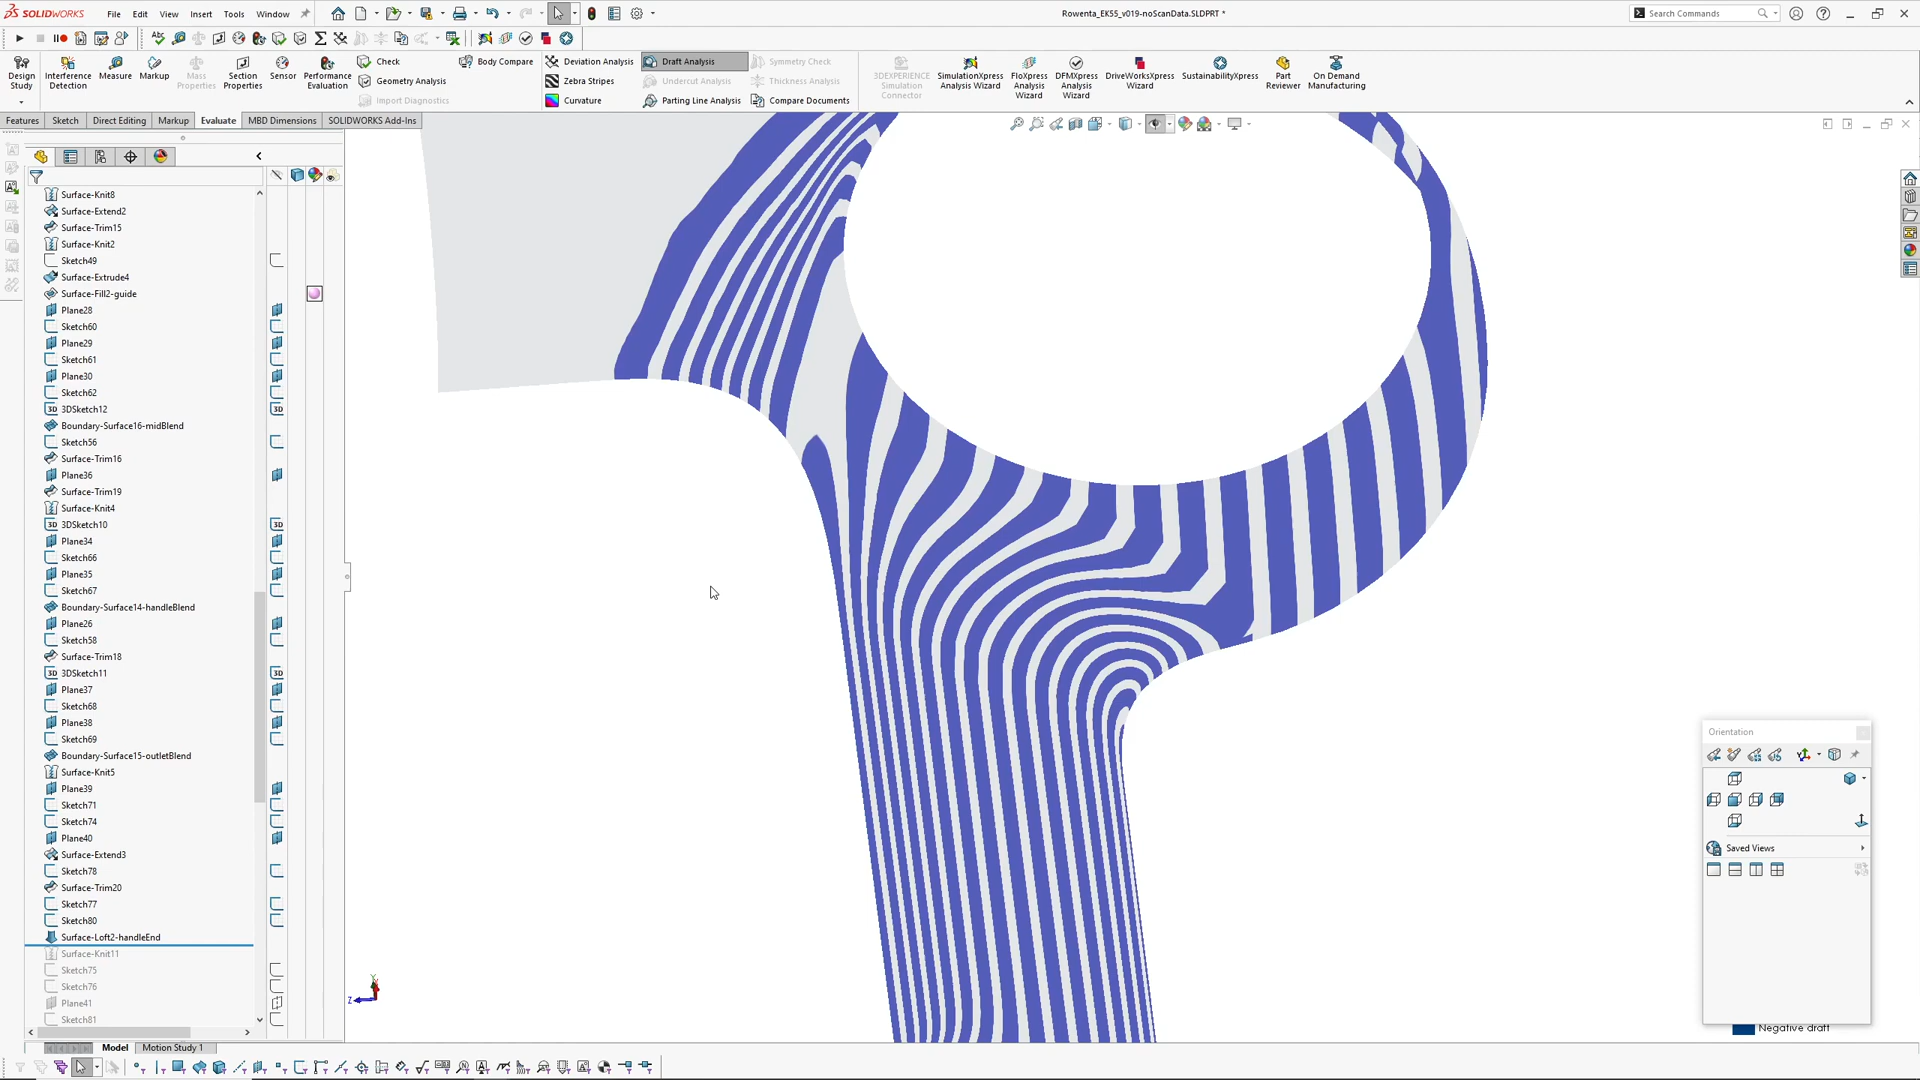 SOLIDWORKS File Edit View Insert Tools Window
Rowenta_EK55_v019-noScanData.SLDPRT *
Search Commands
Design Study
Interference Detection
Measure
Markup
Mass Properties
Section Properties
Sensor
Performance Evaluation
Check
Geometry Analysis
Import Diagnostics
Body Compare
Deviation Analysis
Zebra Stripes
Curvature
Draft Analysis
Undercut Analysis
Parting Line Analysis
Symmetry Check
Thickness Analysis
Compare Documents
3DEXPERIENCE Simulation Connector
SimulationXpress Analysis Wizard
FloXpress Analysis Wizard
DFMXpress Analysis Wizard
DriveWorksXpress Wizard
SustainabilityXpress
Part Reviewer
On Demand Manufacturing
Features Sketch Direct Editing Markup Evaluate MBD Dimensions SOLIDWORKS Add-Ins
Surface-Knit8
Surface-Extend2
Surface-Trim15
Surface-Knit2
Sketch49
Surface-Extrude4
Surface-Fill2-guide
Plane28
Sketch60
Plane29
Sketch61
Plane30
Sketch62
3D 3DSketch12 3D
Boundary-Surface16-midBlend
Sketch56
Surface-Trim16
Plane36
Surface-Trim19
Surface-Knit4
3D 3DSketch10 3D
Plane34
Sketch66
Plane35
Sketch67
Boundary-Surface14-handleBlend
Plane26
Sketch58
Surface-Trim18
3D 3DSketch11 3D
Plane37
Sketch68
Plane38
Sketch69
Boundary-Surface15-outletBlend
Surface-Knit5
Plane39
Sketch71
Sketch74
Plane40
Surface-Extend3
Sketch78
Surface-Trim20
Sketch77
Sketch80
Surface-Loft2-handleEnd
Surface-Knit11
Sketch75
Sketch76
Plane41
Sketch81
Y
Z
Orientation
Saved Views
Negative draft
Model Motion Study 1